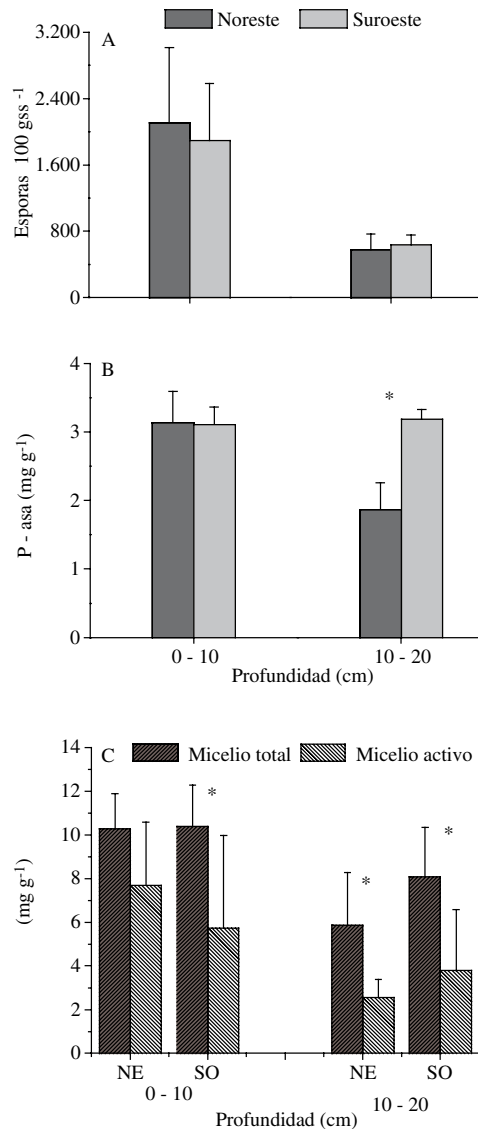 Noreste Suroeste
A
3.200
2.400
1.600
800
0
Esporas 100 gss -1
B
4
3
2
1
0
P - asa (mg g-1)
*
0 - 10 10 - 20
Profundidad (cm)
C Micelio total Micelio activo
14
12
10
8
6
4
2
0
(mg g-1)
* * *
NE SO NE SO
0 - 10 10 - 20
Profundidad (cm)